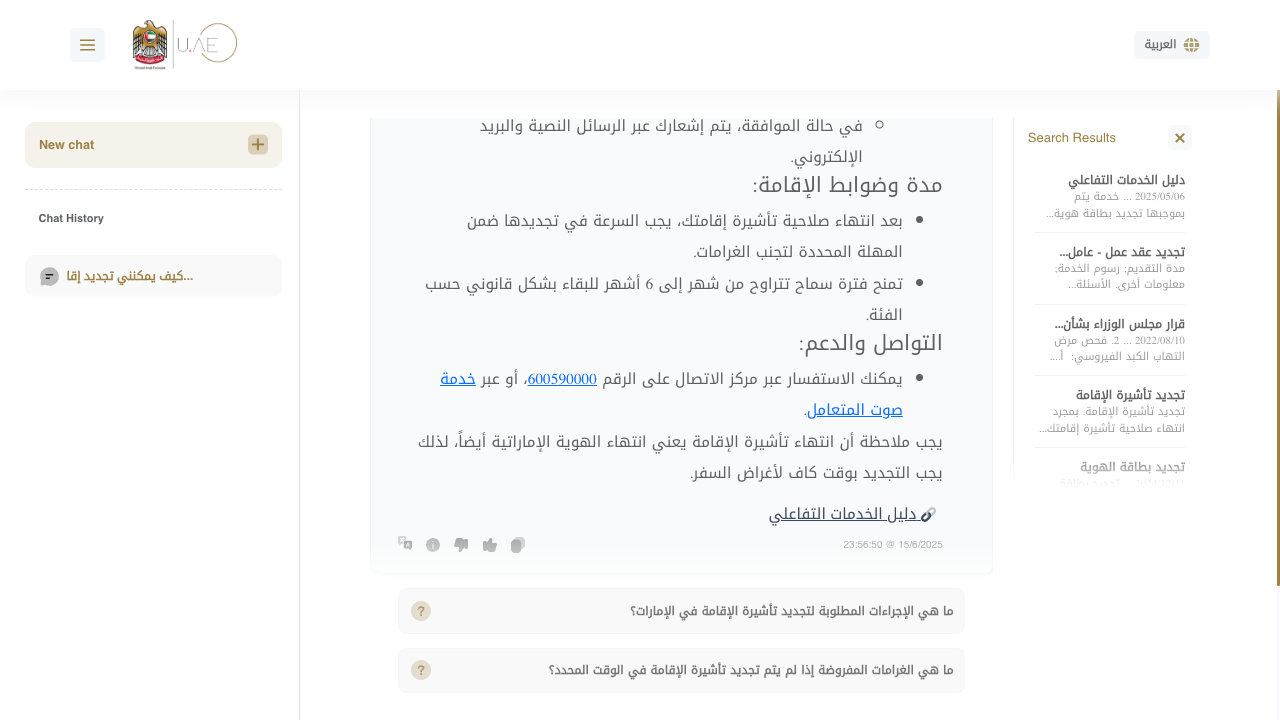 U.AE
العربية
New chat
Chat History
كيف يمكنني تجديد إقا...
في حالة الموافقة، يتم إشعارك عبر الرسائل النصية والبريد
الإلكتروني.
مدة وضوابط الإقامة:
بعد انتهاء صلاحية تأشيرة إقامتك، يجب السرعة في تجديدها ضمن
المهلة المحددة لتجنب الغرامات.
تمنح فترة سماح تتراوح من شهر إلى 6 أشهر للبقاء بشكل قانوني حسب
الفئة.
التواصل والدعم:
يمكنك الاستفسار عبر مركز الاتصال على الرقم 600590000، أو عبر خدمة
صوت المتعامل.
يجب ملاحظة أن انتهاء تأشيرة الإقامة يعني انتهاء الهوية الإماراتية أيضاً، لذلك
يجب التجديد بوقت كاف لأغراض السفر.
دليل الخدمات التفاعلي
15/6/2025 @ 23:56:50
ما هي الإجراءات المطلوبة لتجديد تأشيرة الإقامة في الإمارات؟
ما هي الغرامات المفروضة إذا لم يتم تجديد تأشيرة الإقامة في الوقت المحدد؟
Search Results
دليل الخدمات التفاعلي
2025/05/06 ... خدمة يتم
بموجبها تجديد بطاقة هوية...
تجديد عقد عمل - عامل...
مدة التقديم; رسوم الخدمة;
معلومات أخرى. الأسئلة...
قرار مجلس الوزراء بشأن...
2022/08/10 ... 2. فحص مرض
التهاب الكبد الفيروسي: أ....
تجديد تأشيرة الإقامة
تجديد تأشيرة الإقامة. بمجرد
انتهاء صلاحية تأشيرة إقامتك...
تجديد بطاقة الهوية